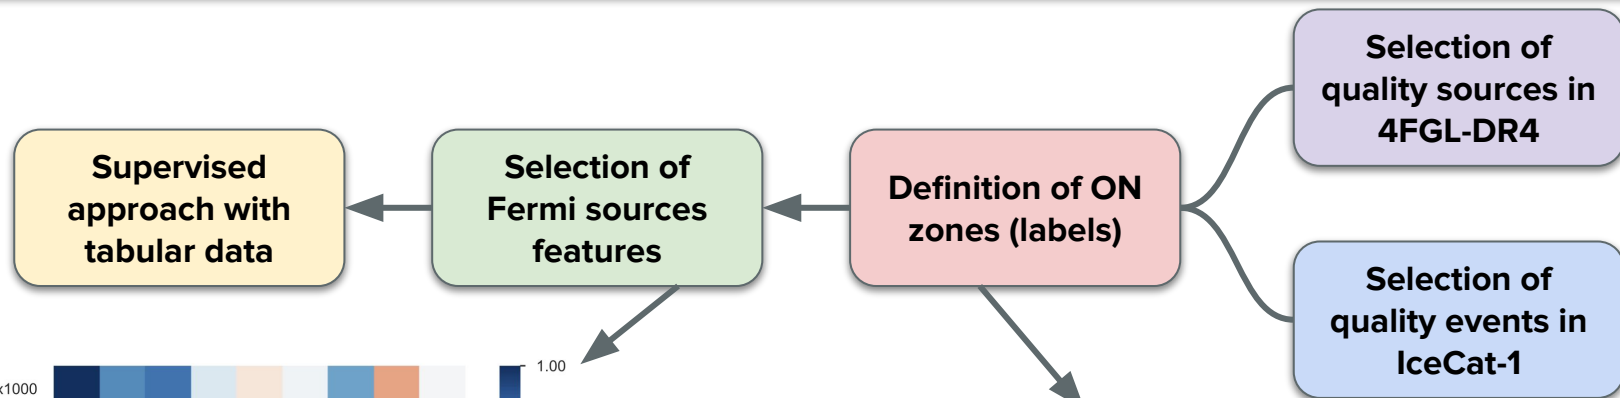 Selection of
quality sources in
4FGL-DR4
Supervised
approach with
tabular data
Selection of
Fermi sources
features
Definition of ON
zones (labels)
Selection of
quality events in
IceCat-1
x1000
1.00